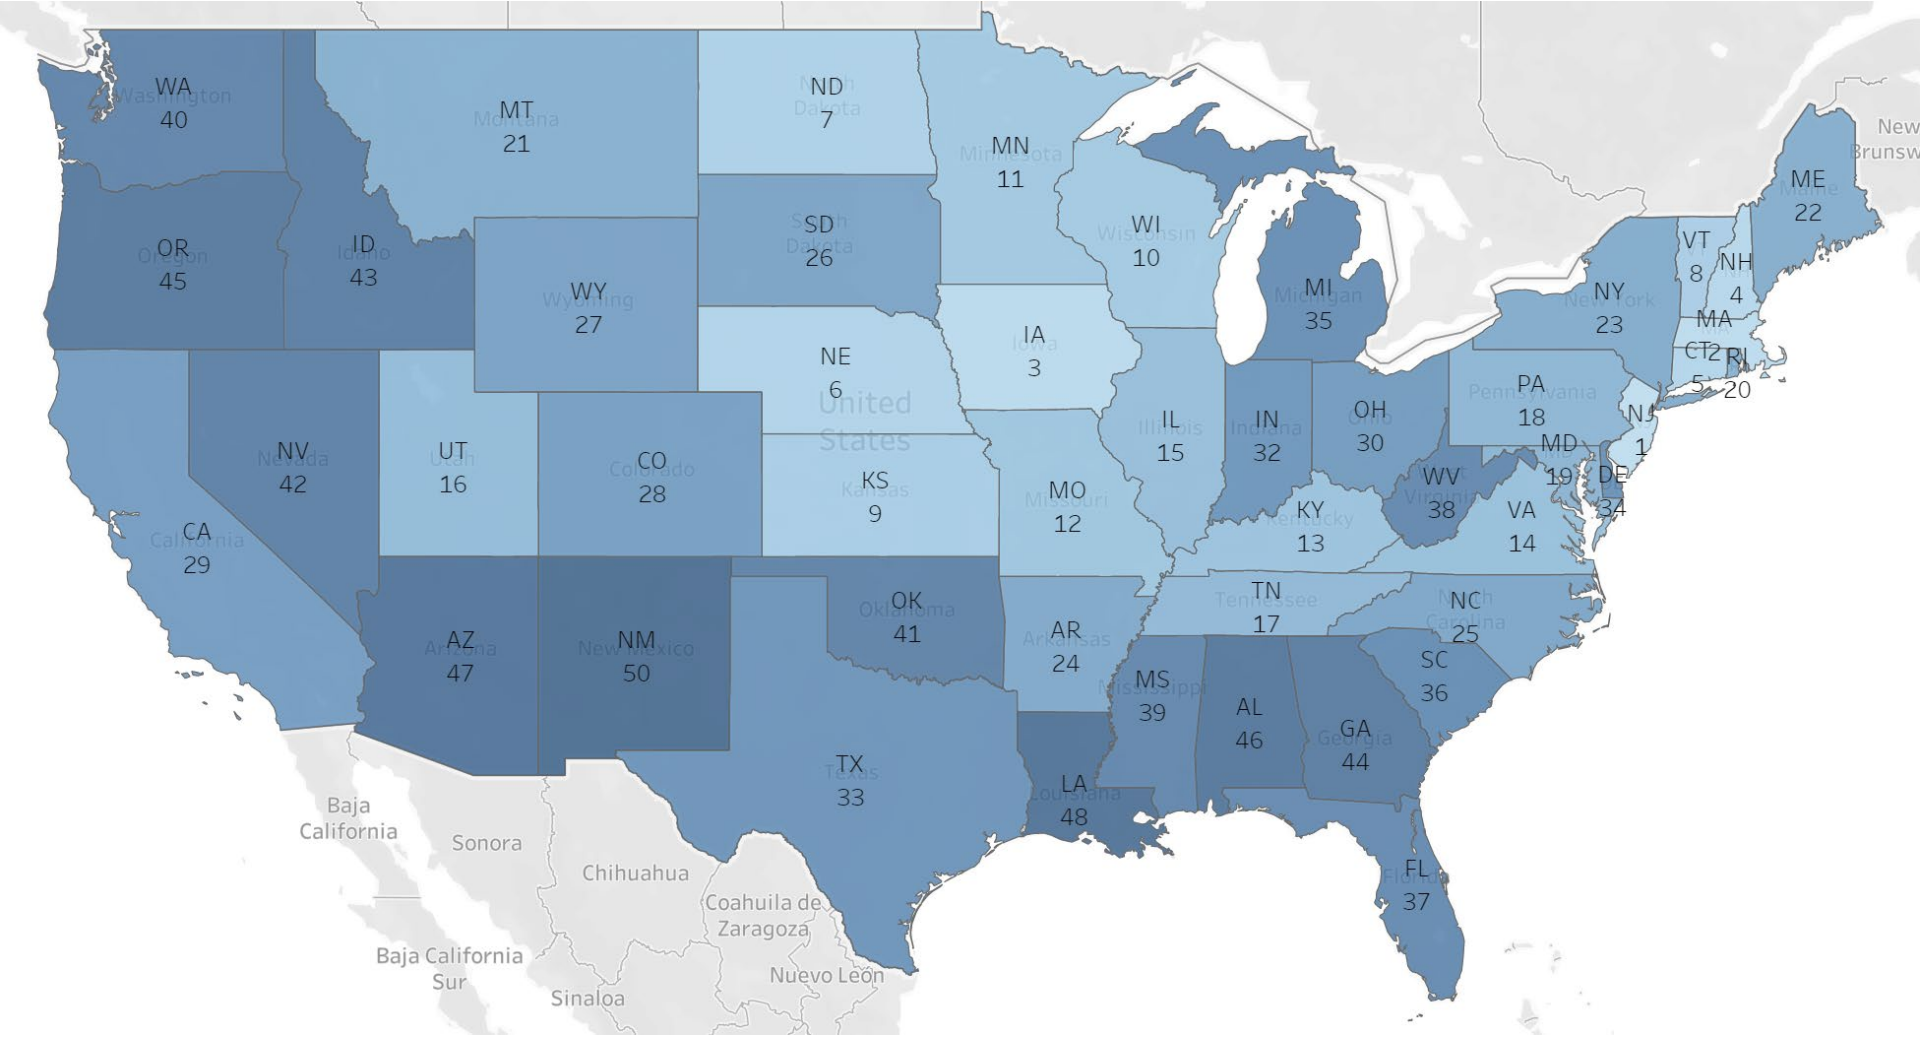 WA
Washington
40
MT
Montana
21
ND
North
Dakota
7
MN
Minnesota
11
New
Brunsw
ME
Maine
22
OR
Oregon
45
ID
Idaho
43
SD
South
Dakota
26
WI
Wisconsin
10
VT
8
NH
4
WY
Wyoming
27
MI
Michigan
35
NY
New York
23
MA
MA
2
IA
Iowa
3
NE
6
CT
5
RI
20
United
States
PA
Pennsylvania
18
NJ
1
NV
Nevada
42
UT
Utah
16
CO
Colorado
28
KS
Kansas
9
MO
Missouri
12
IL
Illinois
15
IN
Indiana
32
OH
Ohio
30
WV
West
Virginia
38
MD
19
DE
34
CA
California
29
KY
Kentucky
13
VA
14
AZ
Arizona
47
NM
New Mexico
50
OK
Oklahoma
41
AR
Arkansas
24
TN
Tennessee
17
NC
North
Carolina
25
SC
36
MS
Mississippi
39
AL
46
GA
Georgia
44
TX
Texas
33
LA
Louisiana
48
FL
Florida
37
Baja
California
Sonora
Chihuahua
Coahuila de
Zaragoza
Baja California
Sur
Sinaloa
Nuevo León